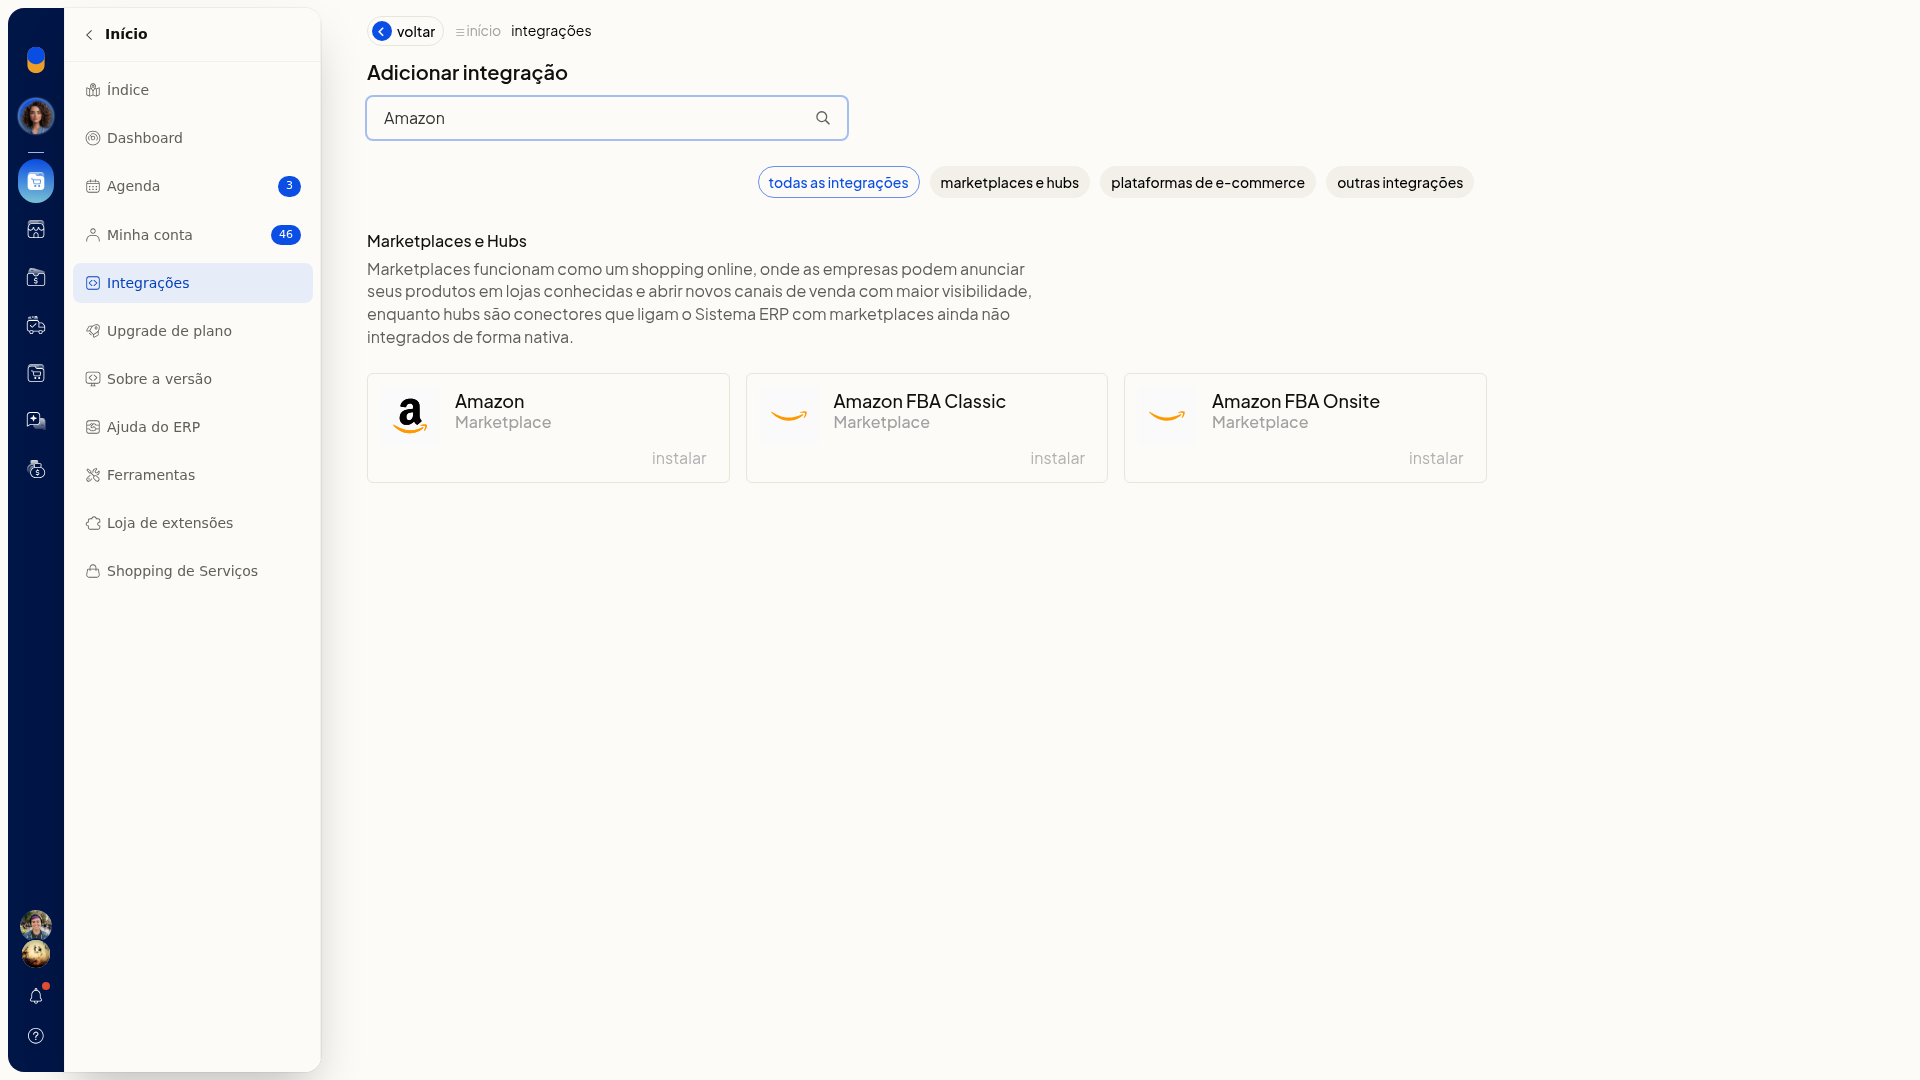 Início
Índice
Dashboard
Agenda
3
Minha conta
46
Integrações
Upgrade de plano
Sobre a versão
Ajuda do ERP
Ferramentas
Loja de extensões
Shopping de Serviços
voltar
início
integrações
Adicionar integração
Amazon
todas as integrações
marketplaces e hubs
plataformas de e-commerce
outras integrações
Marketplaces e Hubs
Marketplaces funcionam como um shopping online, onde as empresas podem anunciar
seus produtos em lojas conhecidas e abrir novos canais de venda com maior visibilidade,
enquanto hubs são conectores que ligam o Sistema ERP com marketplaces ainda não
integrados de forma nativa.
Amazon
Marketplace
instalar
Amazon FBA Classic
Marketplace
instalar
Amazon FBA Onsite
Marketplace
instalar